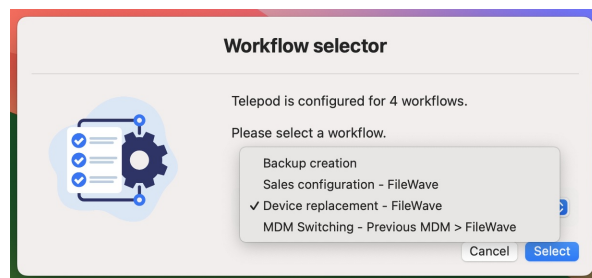 Workflow selector
Telepod is configured for 4 workflows.
Please select a workflow.
Backup creation
Sales configuration - FileWave
✓ Device replacement - FileWave
MDM Switching - Previous MDM > FileWave
Cancel Select